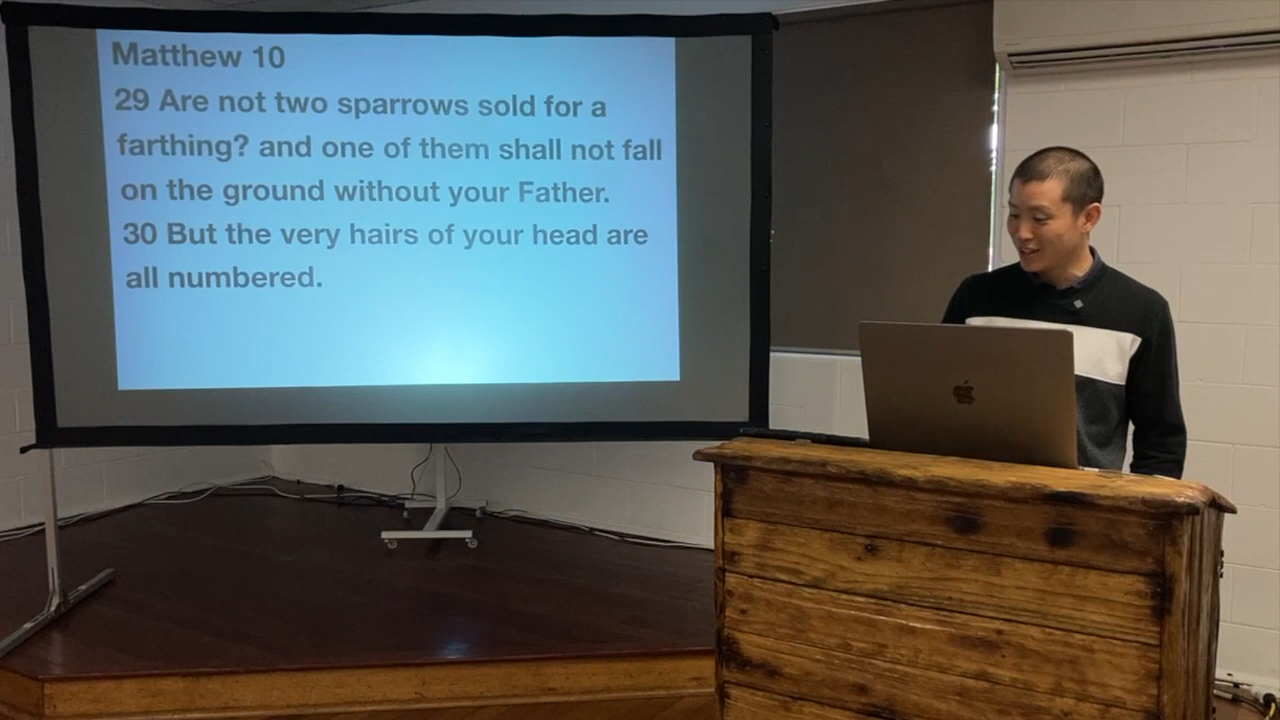 Matthew 10
29 Are not two sparrows sold for a
farthing? and one of them shall not fall
on the ground without your Father.
30 But the very hairs of your head are
all numbered.